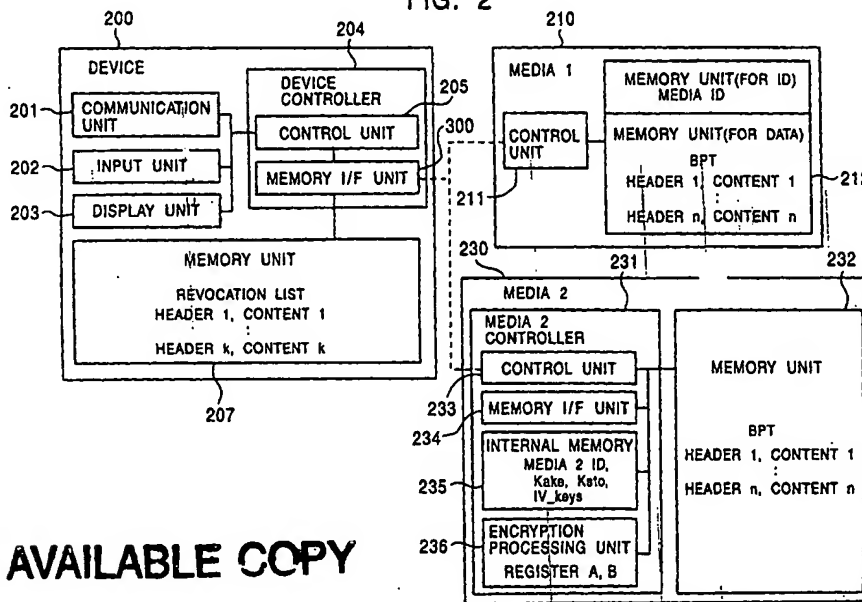 FIG. 2
200
DEVICE
204
201
COMMUNICATION
UNIT
202
INPUT UNIT
203
DISPLAY UNIT
DEVICE
CONTROLLER
205
CONTROL UNIT
300
MEMORY I/F UNIT
MEMORY UNIT
REVOCATION LIST
HEADER 1, CONTENT 1
HEADER k, CONTENT k
207
210
MEDIA 1
CONTROL
UNIT
211
MEMORY UNIT(FOR ID)
MEDIA ID
MEMORY UNIT(FOR DATA)
BPT
HEADER 1, CONTENT 1
HEADER n, CONTENT n
230
MEDIA 2
231
232
MEDIA 2
CONTROLLER
CONTROL UNIT
233
MEMORY I/F UNIT
234
INTERNAL MEMORY
MEDIA 2 ID,
Kake, Ksto,
IV_keys
235
ENCRYPTION
PROCESSING UNIT
REGISTER A, B
236
MEMORY UNIT
BPT
HEADER 1, CONTENT 1
HEADER n, CONTENT n
AVAILABLE COPY